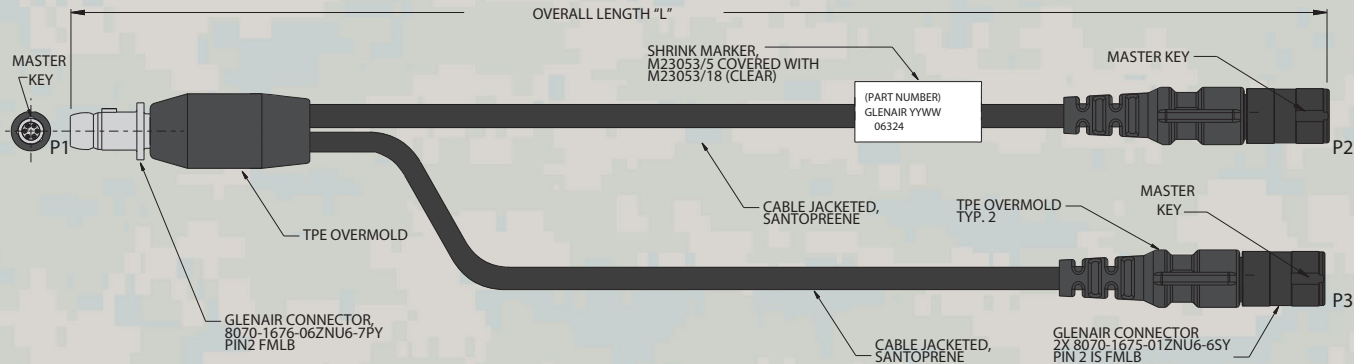 OVERALL LENGTH “L”
MASTER
KEY
P1
SHRINK MARKER,
M23053/5 COVERED WITH
M23053/18 (CLEAR)
(PART NUMBER)
GLENAIR YYWW
06324
MASTER KEY
P2
TPE OVERMOLD
CABLE JACKETED,
SANTOPREENE
TPE OVERMOLD
TYP. 2
MASTER
KEY
P3
GLENAIR CONNECTOR,
8070-1676-06ZNU6-7PY
PIN2 FMLB
CABLE JACKETED,
SANTOPRENE
GLENAIR CONNECTOR
2X 8070-1675-01ZNU6-6SY
PIN 2 IS FMLB